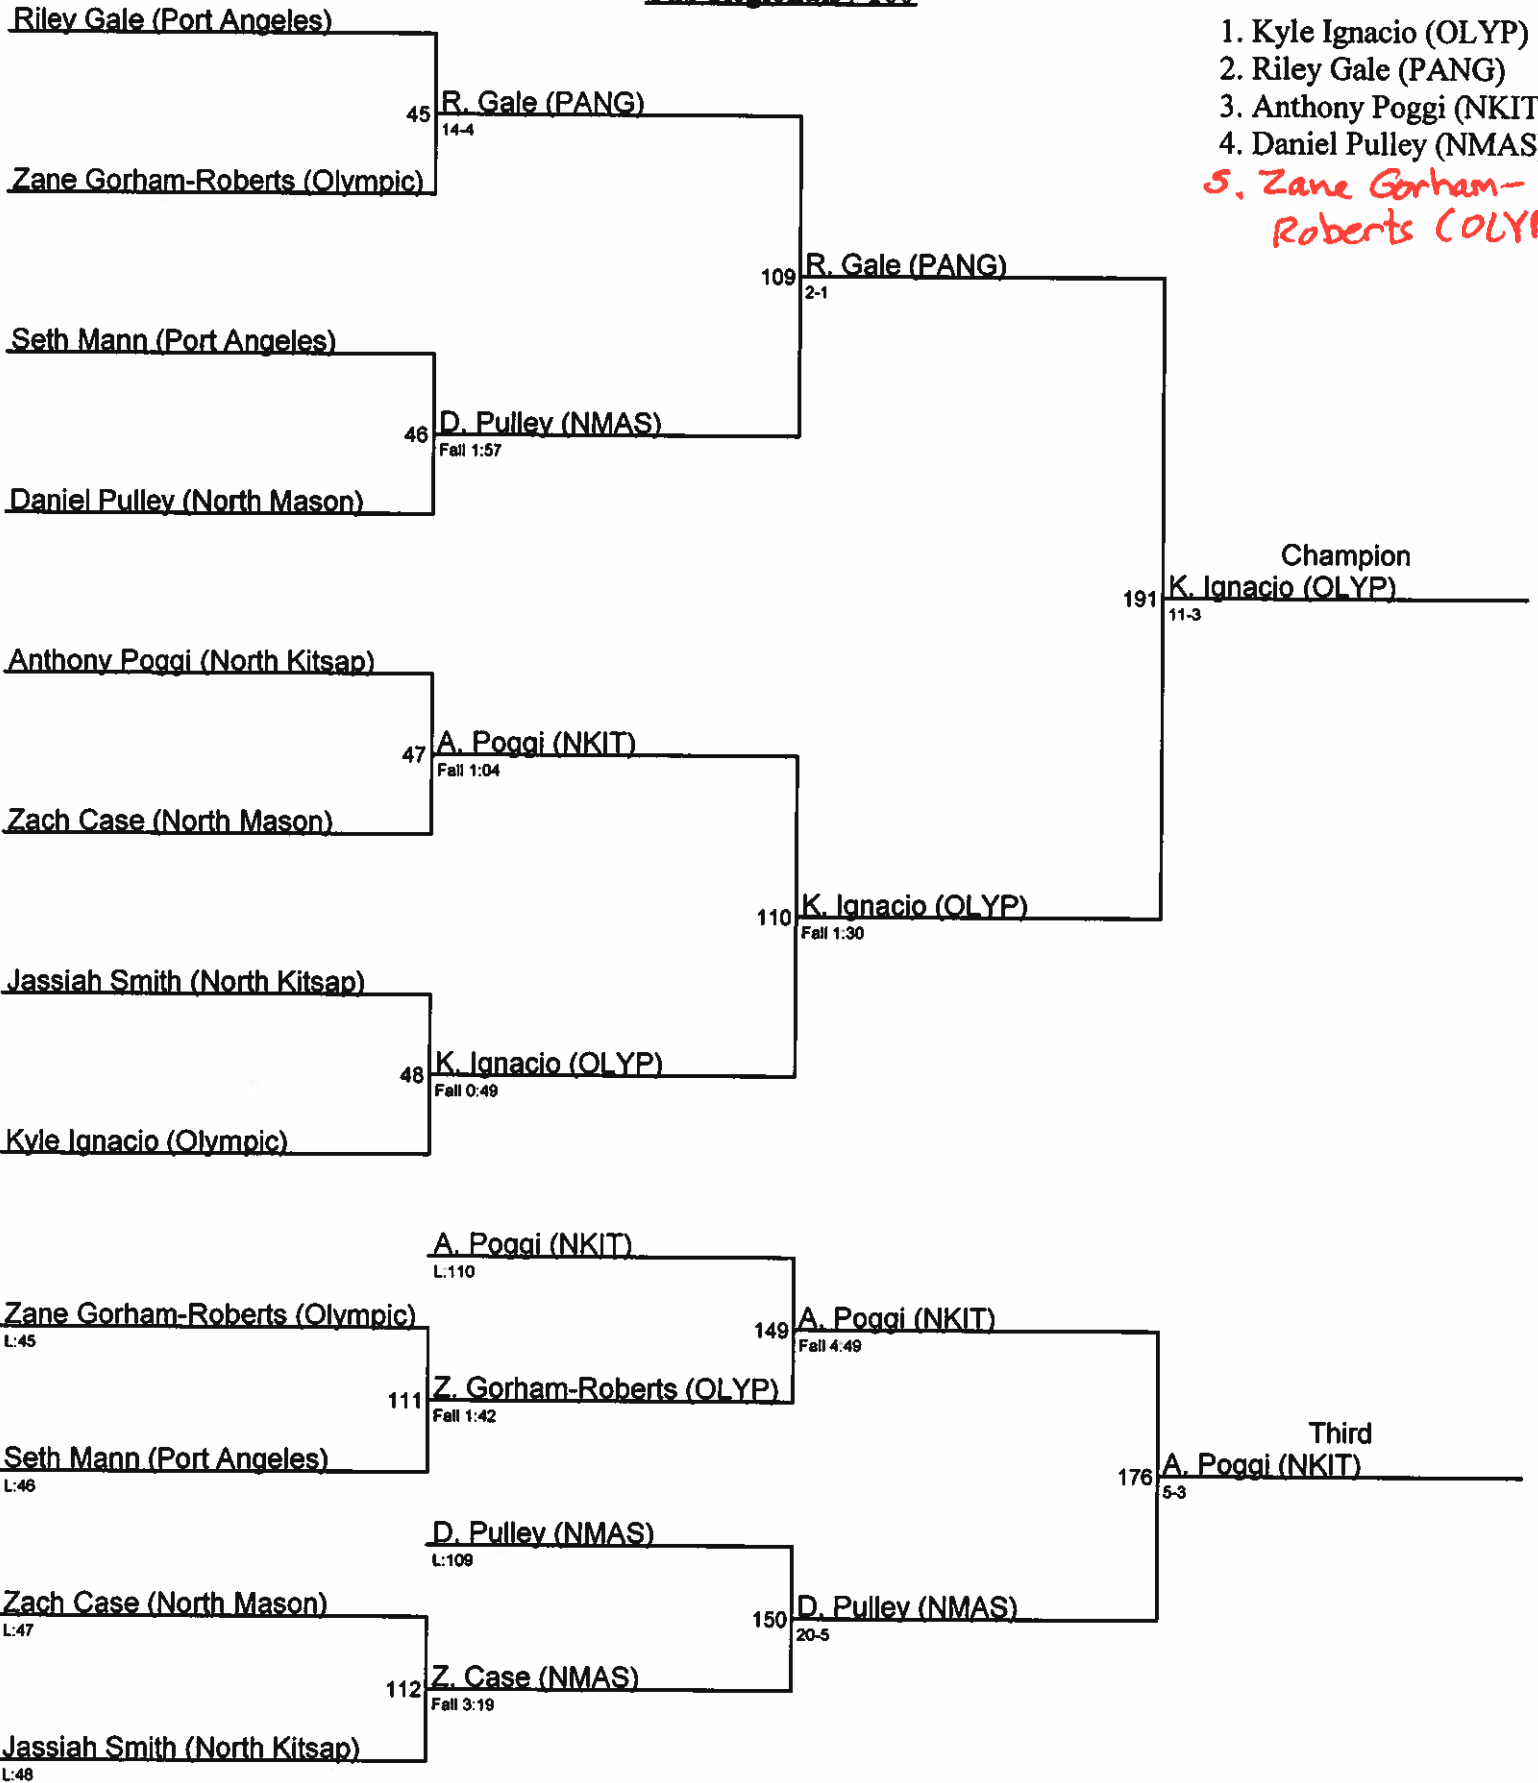 Riley Gale (Port Angeles)
45 R. Gale (PANG)
14-4
Zane Gorham-Roberts (Olympic)
109 R. Gale (PANG)
2-1
Seth Mann (Port Angeles)
46 D. Pulley (NMAS)
Fall 1:57
Daniel Pulley (North Mason)
Champion
191 K. Ignacio (OLYP)
11-3
Anthony Poggi (North Kitsap)
47 A. Poggi (NKIT)
Fall 1:04
Zach Case (North Mason)
110 K. Ignacio (OLYP)
Fall 1:30
Jassiah Smith (North Kitsap)
48 K. Ignacio (OLYP)
Fall 0:49
Kyle Ignacio (Olympic)
1. Kyle Ignacio (OLYP)
2. Riley Gale (PANG)
3. Anthony Poggi (NKIT
4. Daniel Pulley (NMAS
5. Zane Gorham-
Roberts (OLYP
A. Poggi (NKIT)
L:110
Zane Gorham-Roberts (Olympic)
L:45
149 A. Poggi (NKIT)
Fall 4:49
111 Z. Gorham-Roberts (OLYP)
Fall 1:42
Seth Mann (Port Angeles)
L:46
Third
176 A. Poggi (NKIT)
5-3
D. Pulley (NMAS)
L:109
Zach Case (North Mason)
L:47
150 D. Pulley (NMAS)
20-5
112 Z. Case (NMAS)
Fall 3:19
Jassiah Smith (North Kitsap)
L:48